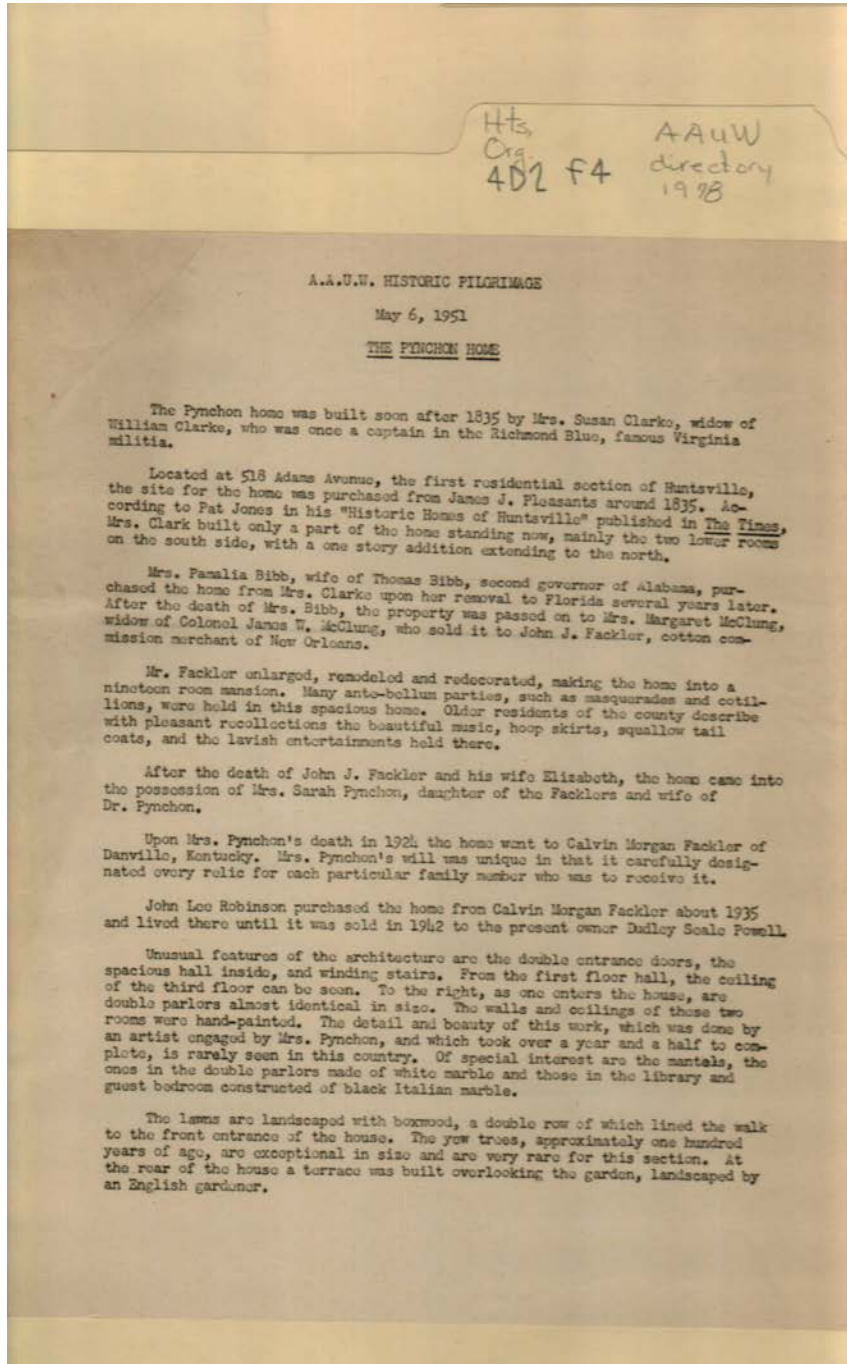 Hts,
Org.
4D2 F4
AAUW
directory
1978
A.A.U.W. HISTORIC PILGRIMAGE
May 6, 1951
THE PYNCHON HOME
The Pynchon home was built soon after 1835 by Mrs. Susan Clarke, widow of
William Clarke, who was once a captain in the Richmond Blue, famous Virginia
militia.
Located at 518 Adams Avenue, the first residential section of Huntsville,
the site for the home was purchased from James J. Pleasants around 1835. Ac-
cording to Pat Jones in his "Historic Homes of Huntsville" published in The Times,
Mrs. Clark built only a part of the home standing now, mainly the two lower rooms
on the south side, with a one story addition extending to the north.
Mrs. Pamalia Bibb, wife of Thomas Bibb, second governor of Alabama, pur-
chased the home from Mrs. Clarke upon her removal to Florida several years later.
After the death of Mrs. Bibb, the property was passed on to Mrs. Margaret McClung,
widow of Colonel James W. McClung, who sold it to John J. Fackler, cotton com-
mission merchant of New Orleans.
Mr. Fackler enlarged, remodeled and redecorated, making the home into a
nineteen room mansion. Many ante-bellum parties, such as masquerades and cotil-
lions, were held in this spacious home. Older residents of the county describe
with pleasant recollections the beautiful music, hoop skirts, squallow tail
coats, and the lavish entertainments held there.
After the death of John J. Fackler and his wife Elizabeth, the home came into
the possession of Mrs. Sarah Pynchon, daughter of the Facklers and wife of
Dr. Pynchon.
Upon Mrs. Pynchon's death in 1924 the home went to Calvin Morgan Fackler of
Danville, Kentucky. Mrs. Pynchon's will was unique in that it carefully desig-
nated every relic for each particular family member who was to receive it.
John Lee Robinson purchased the home from Calvin Morgan Fackler about 1935
and lived there until it was sold in 1942 to the present owner Dudley Seale Powell.
Unusual features of the architecture are the double entrance doors, the
spacious hall inside, and winding stairs. From the first floor hall, the ceiling
of the third floor can be seen. To the right, as one enters the house, are
double parlors almost identical in size. The walls and ceilings of these two
rooms were hand-painted. The detail and beauty of this work, which was done by
an artist engaged by Mrs. Pynchon, and which took over a year and a half to com-
plete, is rarely seen in this country. Of special interest are the mantels, the
ones in the double parlors made of white marble and those in the library and
guest bedroom constructed of black Italian marble.
The lawns are landscaped with boxwood, a double row of which lined the walk
to the front entrance of the house. The yew trees, approximately one hundred
years of age, are exceptional in size and are very rare for this section. At
the rear of the house a terrace was built overlooking the garden, landscaped by
an English gardener.